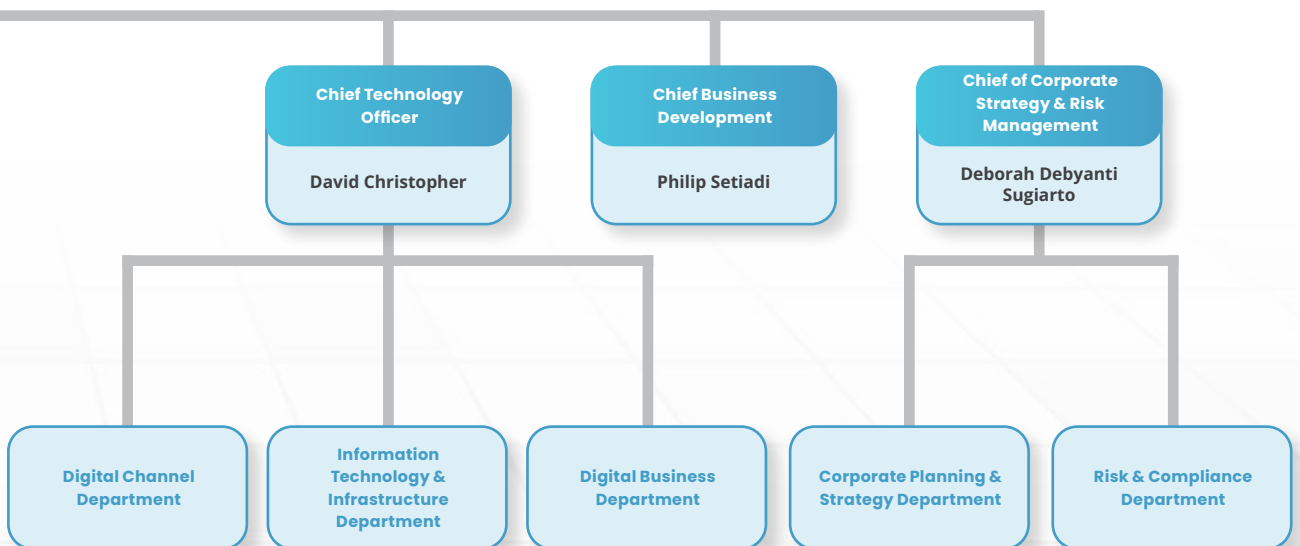 Chief Technology
Officer
David Christopher
Chief Business
Development
Philip Setiadi
Chief of Corporate
Strategy & Risk
Management
Deborah Debyanti
Sugiarto
Digital Channel
Department
Information
Technology &
Infrastructure
Department
Digital Business
Department
Corporate Planning &
Strategy Department
Risk & Compliance
Department